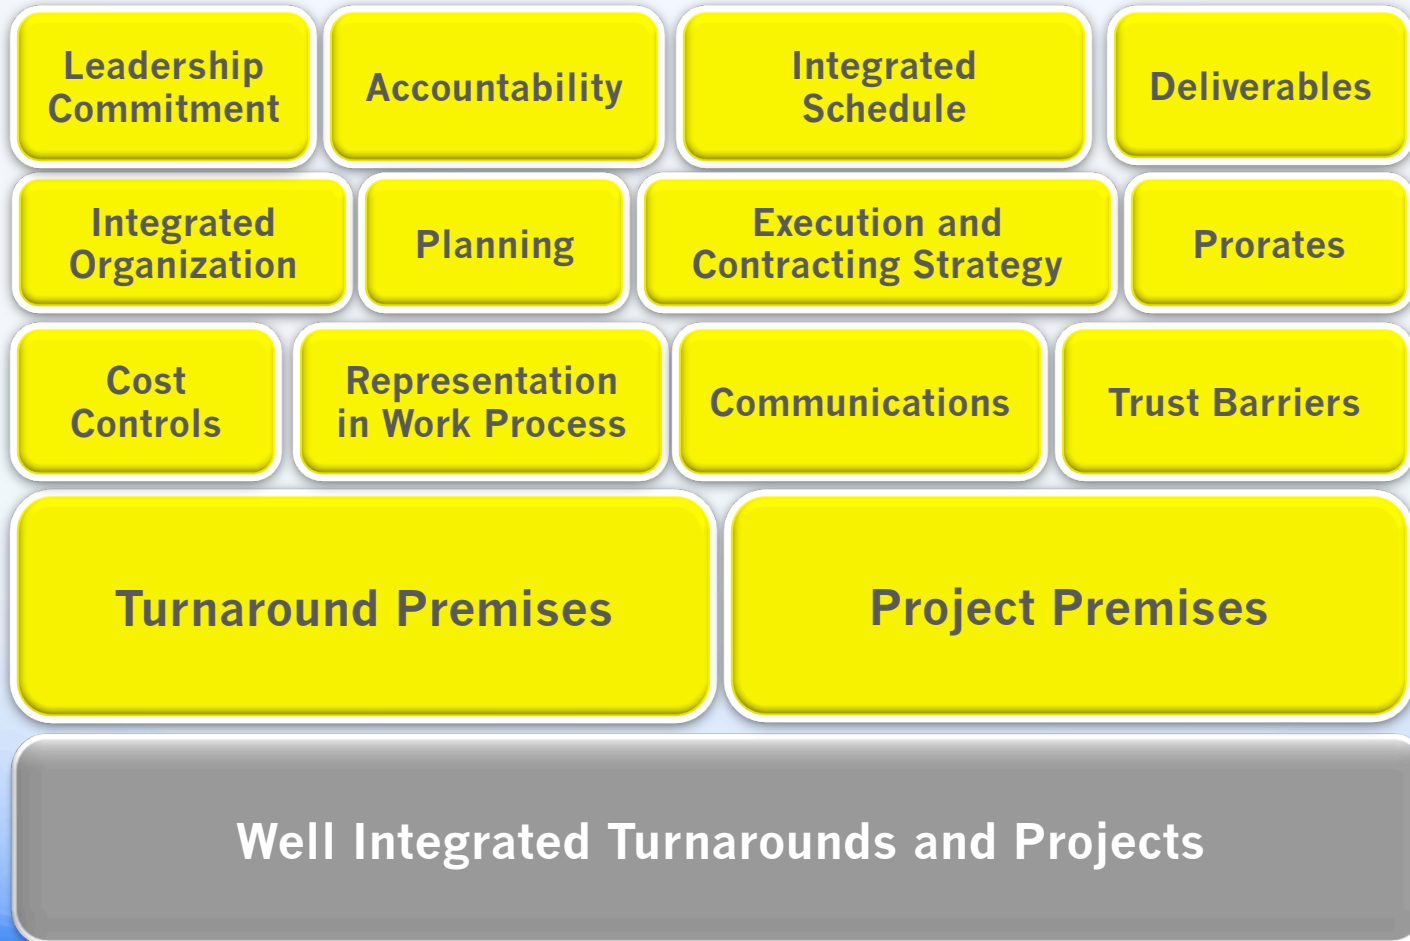 Leadership
Commitment
Accountability
Integrated
Schedule
Deliverables
Integrated
Organization
Planning
Execution and
Contracting Strategy
Prorates
Cost
Controls
Representation
in Work Process
Communications
Trust Barriers
Turnaround Premises
Project Premises
Well Integrated Turnarounds and Projects